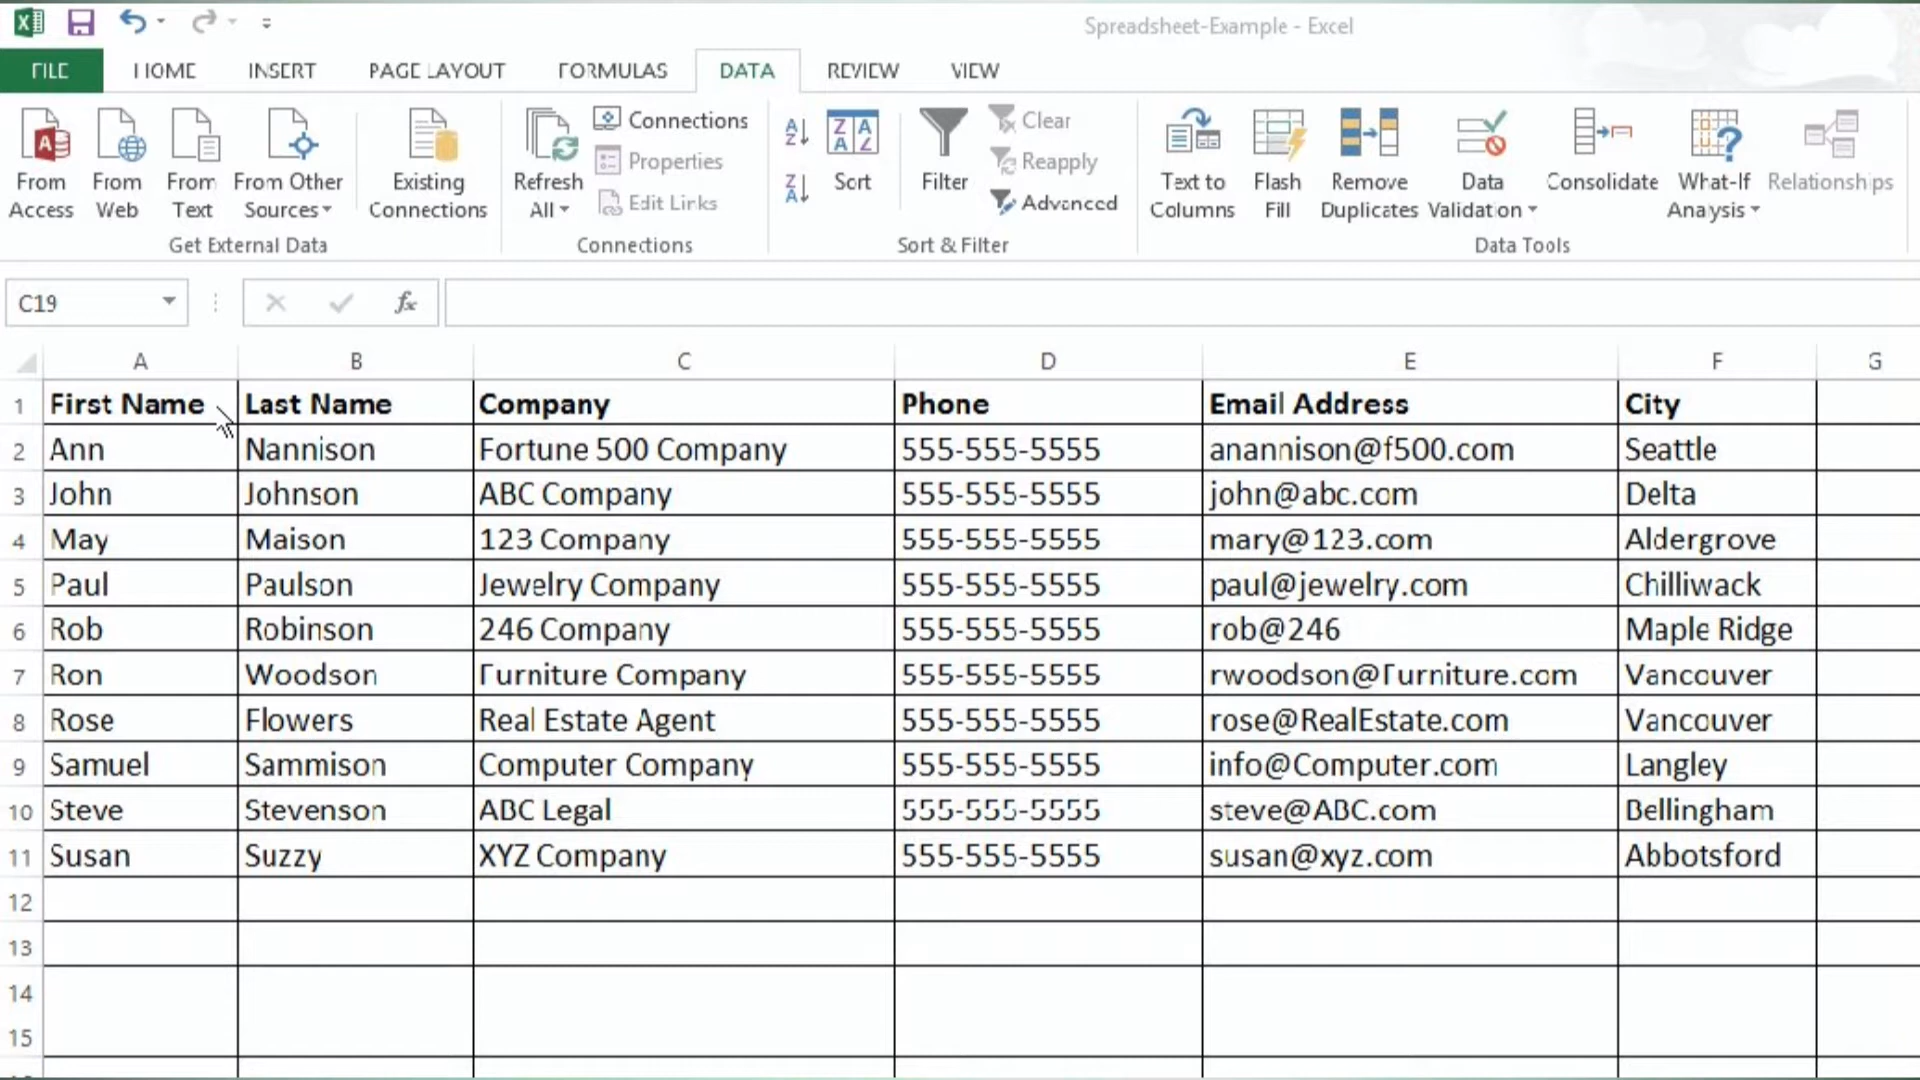 Spreadsheet-Example - Excel
FILE HOME INSERT PAGE LAYOUT FORMULAS DATA REVIEW VIEW
From Access
From Web
From Text
From Other Sources
Existing Connections
Refresh All
Connections
Properties
Edit Links
Sort
Filter
Clear
Reapply
Advanced
Text to Columns
Flash Fill
Remove Duplicates
Data Validation
Consolidate
What-If Analysis
Relationships
Get External Data Connections Sort & Filter Data Tools
C19 fx
A B C D E F G
1 First Name Last Name Company Phone Email Address City
2 Ann Nannison Fortune 500 Company 555-555-5555 anannison@f500.com Seattle
3 John Johnson ABC Company 555-555-5555 john@abc.com Delta
4 May Maison 123 Company 555-555-5555 mary@123.com Aldergrove
5 Paul Paulson Jewelry Company 555-555-5555 paul@jewelry.com Chilliwack
6 Rob Robinson 246 Company 555-555-5555 rob@246 Maple Ridge
7 Ron Woodson Furniture Company 555-555-5555 rwoodson@Furniture.com Vancouver
8 Rose Flowers Real Estate Agent 555-555-5555 rose@RealEstate.com Vancouver
9 Samuel Sammison Computer Company 555-555-5555 info@Computer.com Langley
10 Steve Stevenson ABC Legal 555-555-5555 steve@ABC.com Bellingham
11 Susan Suzzy XYZ Company 555-555-5555 susan@xyz.com Abbotsford
12
13
14
15